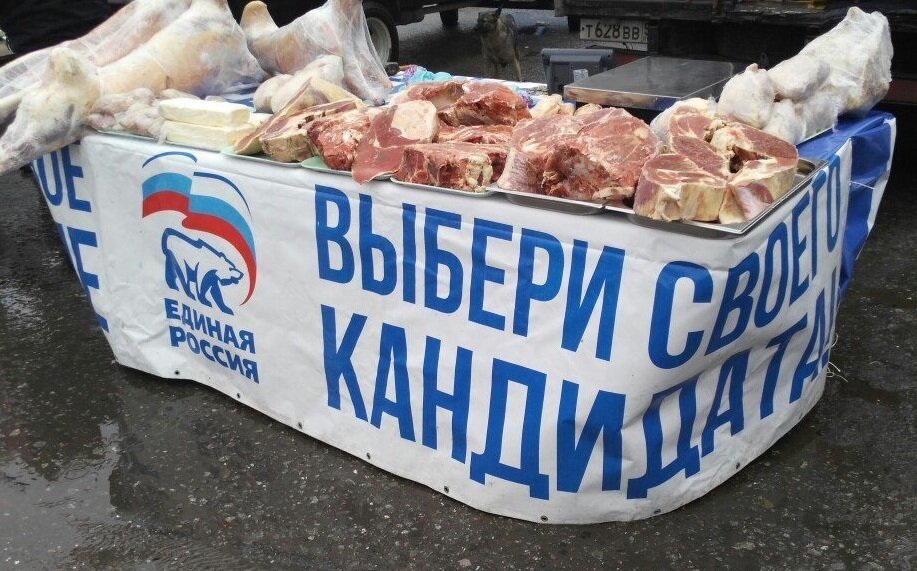 Т628ВВ
ЕДИНАЯ
РОССИЯ
ВЫБЕРИ СВОЕГО
КАНДИДАТА!